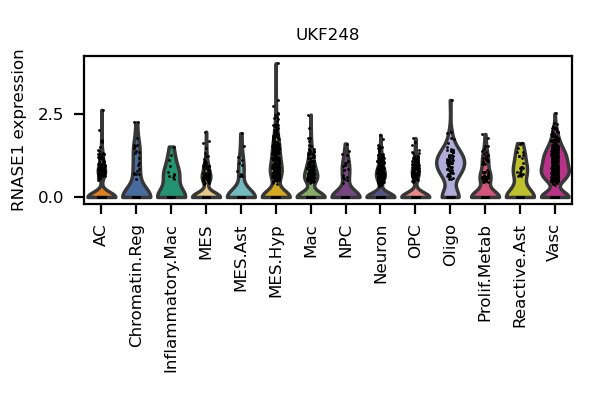 UKF248
RNASE1 expression
2.5
0.0
AC
Chromatin.Reg
Inflammatory.Mac
MES
MES.Ast
MES.Hyp
Mac
NPC
Neuron
OPC
Oligo
Prolif.Metab
Reactive.Ast
Vasc